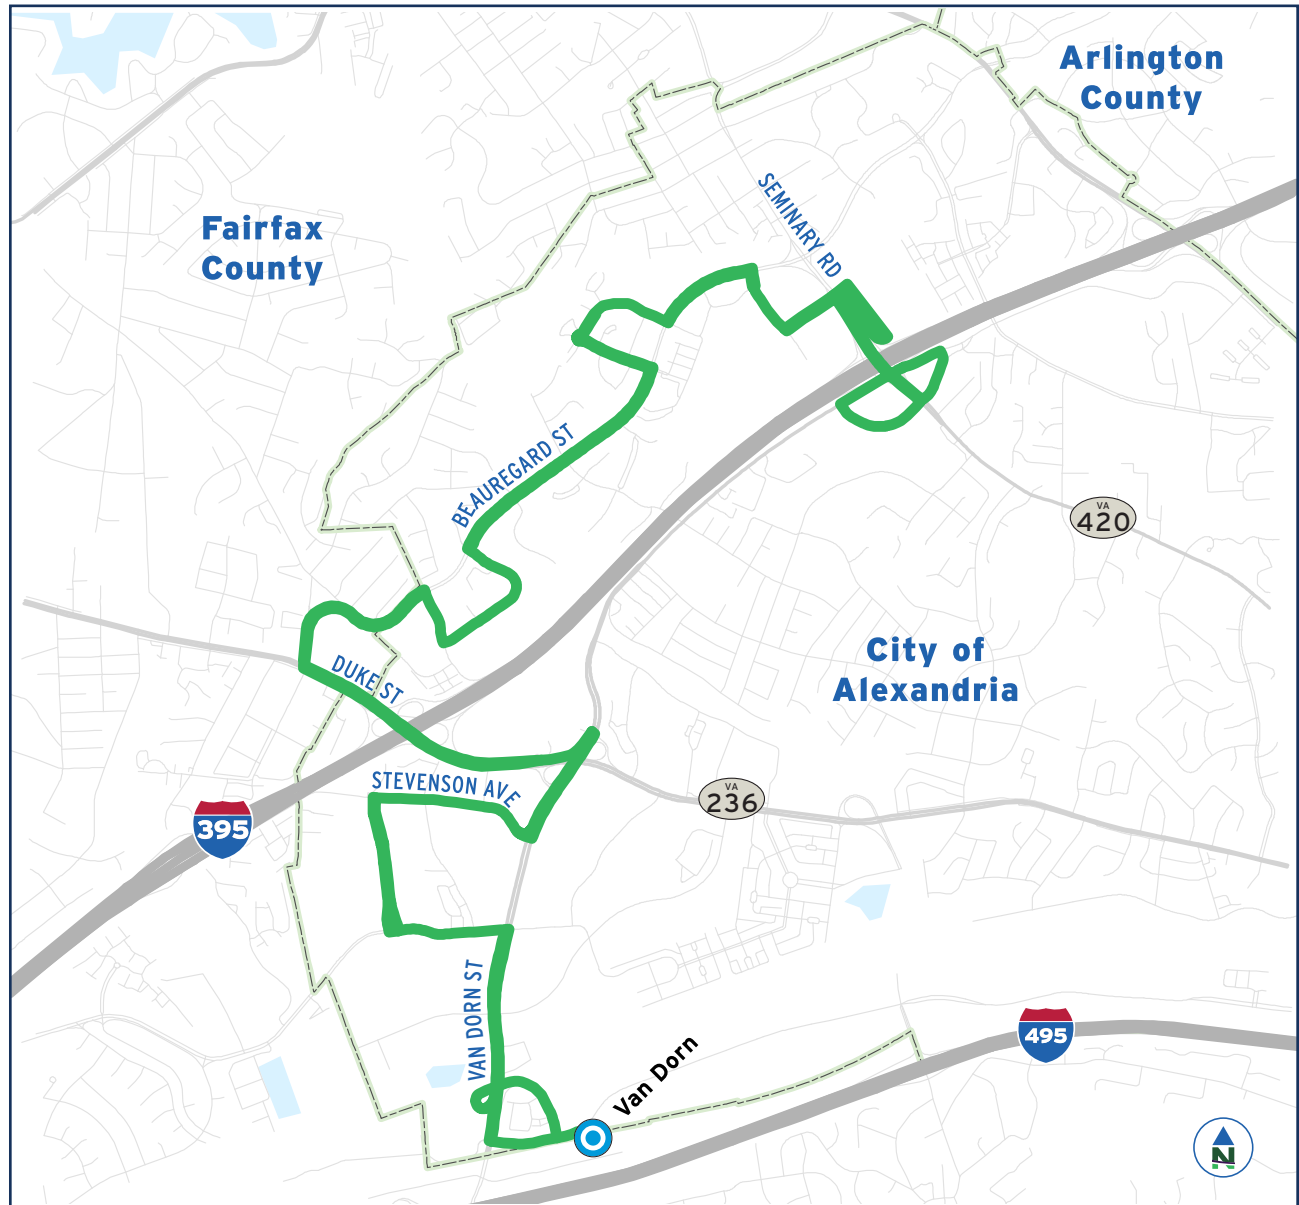 Arlington
County
SEMINARY RD
Fairfax
County
BEAUREGARD ST
VA
420
City of
Alexandria
DUKE ST
STEVENSON AVE
VA
236
395
VAN DORN ST
495
Van Dorn
N